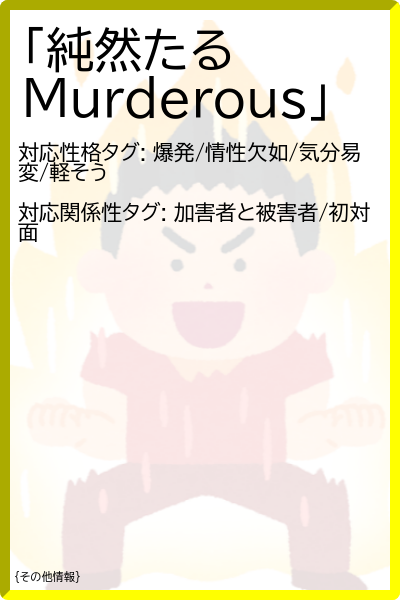 「純然たる
Murderous」
対応性格タグ: 爆発/情性欠如/気分易
変/軽そう
対応関係性タグ: 加害者と被害者/初対
面
{その他情報}